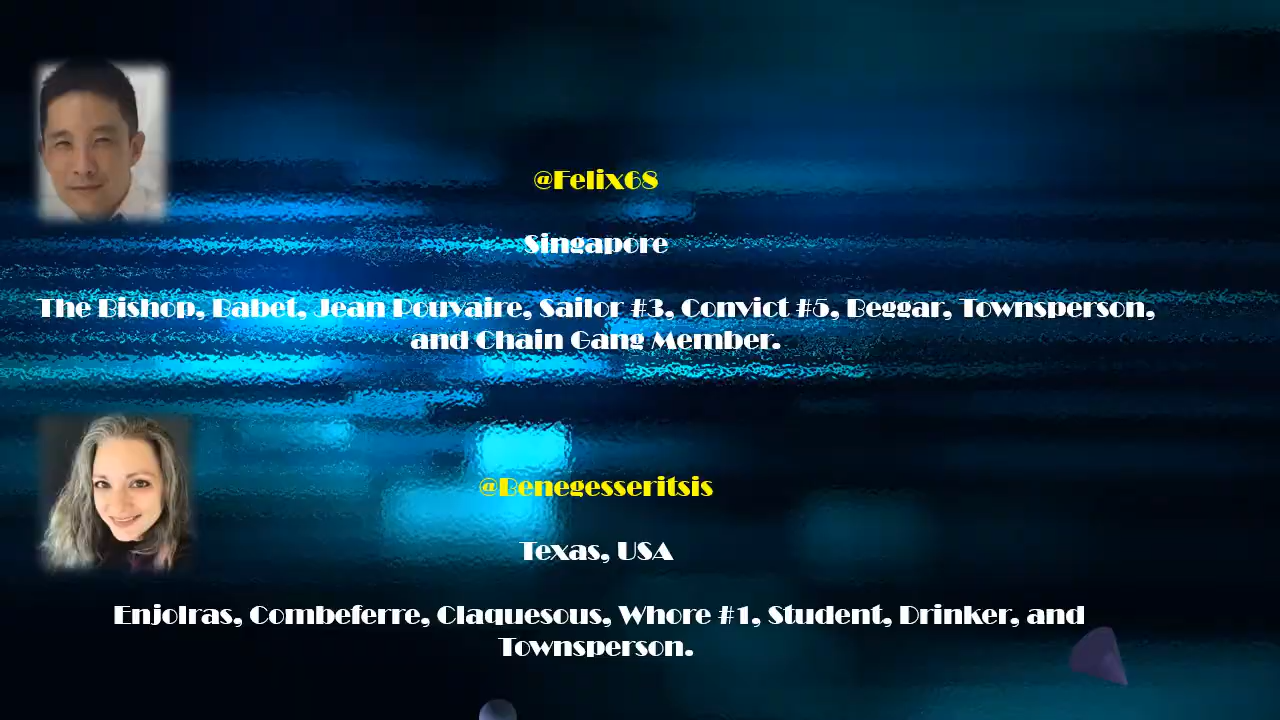 @Felix68
Singapore
The Bishop, Babet, Jean Pouvaire, Sailor #3, Convict #5, Beggar, Townsperson,
and Chain Gang Member.
@Benegesseritsis
Texas, USA
Enjolras, Combeferre, Claquesous, Whore #1, Student, Drinker, and
Townsperson.